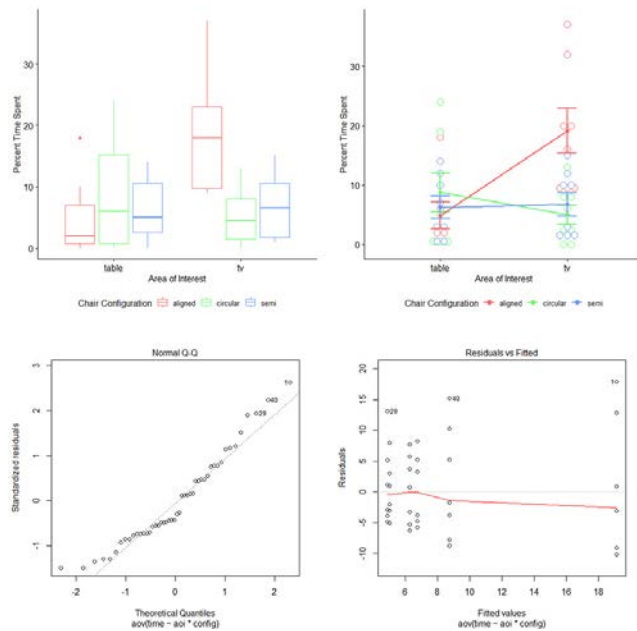 Percent Time Spent
30
20
10
0
table
tv
Area of Interest
Chair Configuration aligned circular semi
Percent Time Spent
30
20
10
0
table
tv
Area of Interest
Chair Configuration aligned circular semi
Normal Q-Q
Standardized residuals
3
2
1
0
-1
1
40
28
-2
-1
0
1
2
Theoretical Quantiles
aov(time ~ aoi * config)
Residuals vs Fitted
Residuals
20
15
10
5
0
-5
-10
28
40
1
6
8
10
12
14
16
18
Fitted values
aov(time ~ aoi * config)